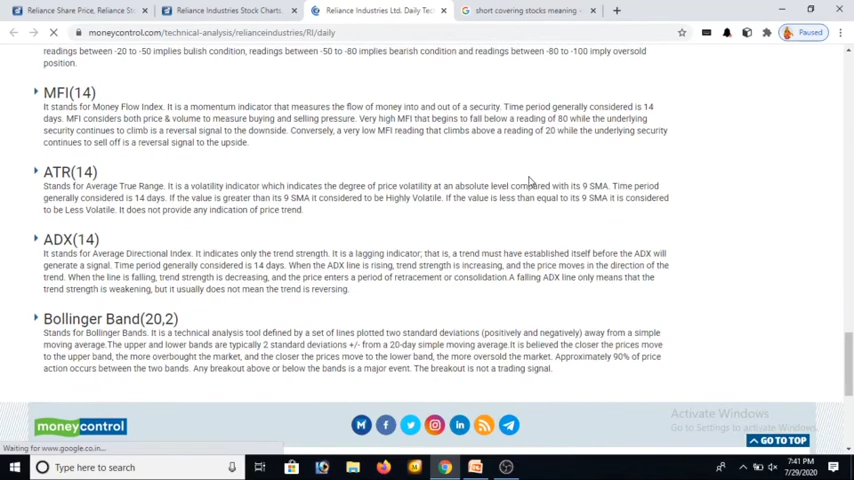 Reliance Share Price, Reliance Sto
Reliance Industries Stock Charts,
Reliance Industries Ltd. Daily Tec
short covering stocks meaning -
moneycontrol.com/technical-analysis/relianceindustries/RI/daily
Paused
readings between -20 to -50 implies bulish condition, readings between -50 to -80 implies bearish condition and readings between -80 to -100 imply oversold
position.
MFI(14)
It stands for Money Flow Index. It is a momentum indicator that measures the flow of money into and out of a security. Time period generally considered is 14
days. MFI considers both price & volume to measure buying and selling pressure. Very high MFI that begins to fall below a reading of 80 while the underlying
security continues to climb is a reversal signal to the downside. Conversely, a very low MFI reading that climbs above a reading of 20 while the underlying security
continues to sell off is a reversal signal to the upside.
ATR(14)
Stands for Average True Range. It is a volatility indicator which indicates the degree of price volatility at an absolute level compared with its 9 SMA. Time period
generally considered is 14 days. If the value is greater than its 9 SMA it considered to be Highly Volatile. If the value is less than equal to its 9 SMA it is considered
to be Less Volatile. It does not provide any indication of price trend.
ADX(14)
It stands for Average Directional Index. It indicates only the trend strength. It is a lagging indicator; that is, a trend must have established itself before the ADX will
generate a signal. Time period generally considered is 14 days. When the ADX line is rising, trend strength is increasing, and the price moves in the direction of the
trend. When the line is falling, trend strength is decreasing, and the price enters a period of retracement or consolidation.A falling ADX line only means that the
trend strength is weakening, but it usually does not mean the trend is reversing.
Bollinger Band(20,2)
Stands for Bollinger Bands. It is a technical analysis tool defined by a set of lines plotted two standard deviations (positively and negatively) away from a simple
moving average.The upper and lower bands are typically 2 standard deviations +/- from a 20-day simple moving average.It is believed the closer the prices move
to the upper band, the more overbought the market, and the closer the prices move to the lower band, the more oversold the market. Approximately 90% of price
action occurs between the two bands. Any breakout above or below the bands is a major event. The breakout is not a trading signal.
Activate Windows
Go to Settings to activate Windows.
moneycontrol
GO TO TOP
Waiting for www.google.co.in...
Type here to search
7:41 PM
7/29/2020